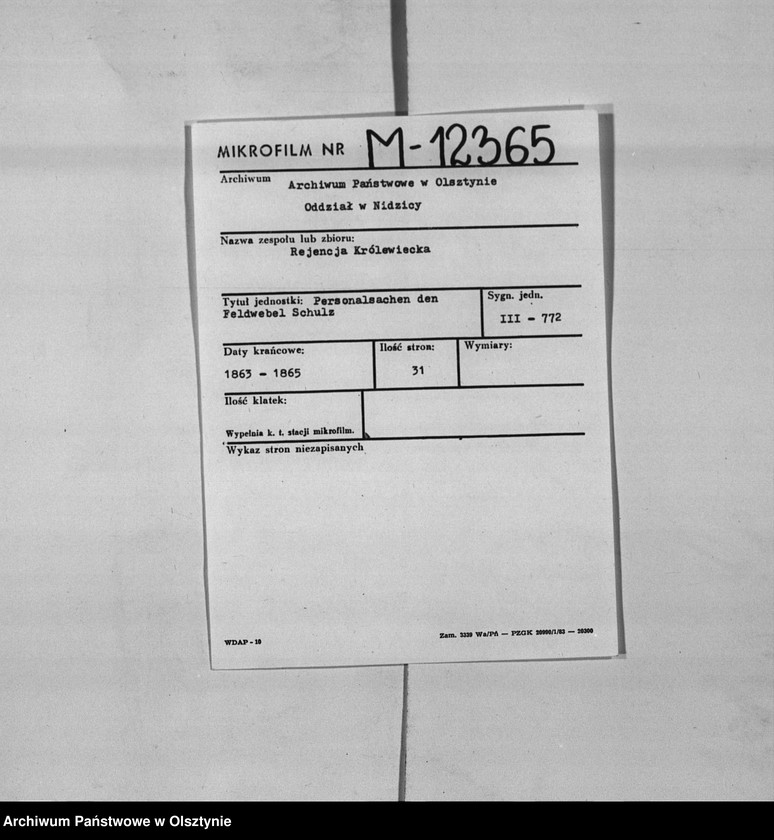 MIKROFILM NR M-12365
Archiwum Archiwum Państwowe w Olsztynie
Oddział w Nidzicy
Nazwa zespołu lub zbioru:
Rejencja Królewiecka
Tytuł jednostki: Personalsachen den
Feldwebel Schulz
Sygn. jedn.
III - 772
Daty krańcowe:
1863 - 1865
Ilość stron:
31
Wymiary:
Ilość klatek:
Wypełnia k. t. stacji mikrofilm.
Wykaz stron niezapisanych
WDAP - 10
Zam. 3339 Wa/Pń — PZGK 20000/1/83 — 20300
Archiwum Państwowe w Olsztynie